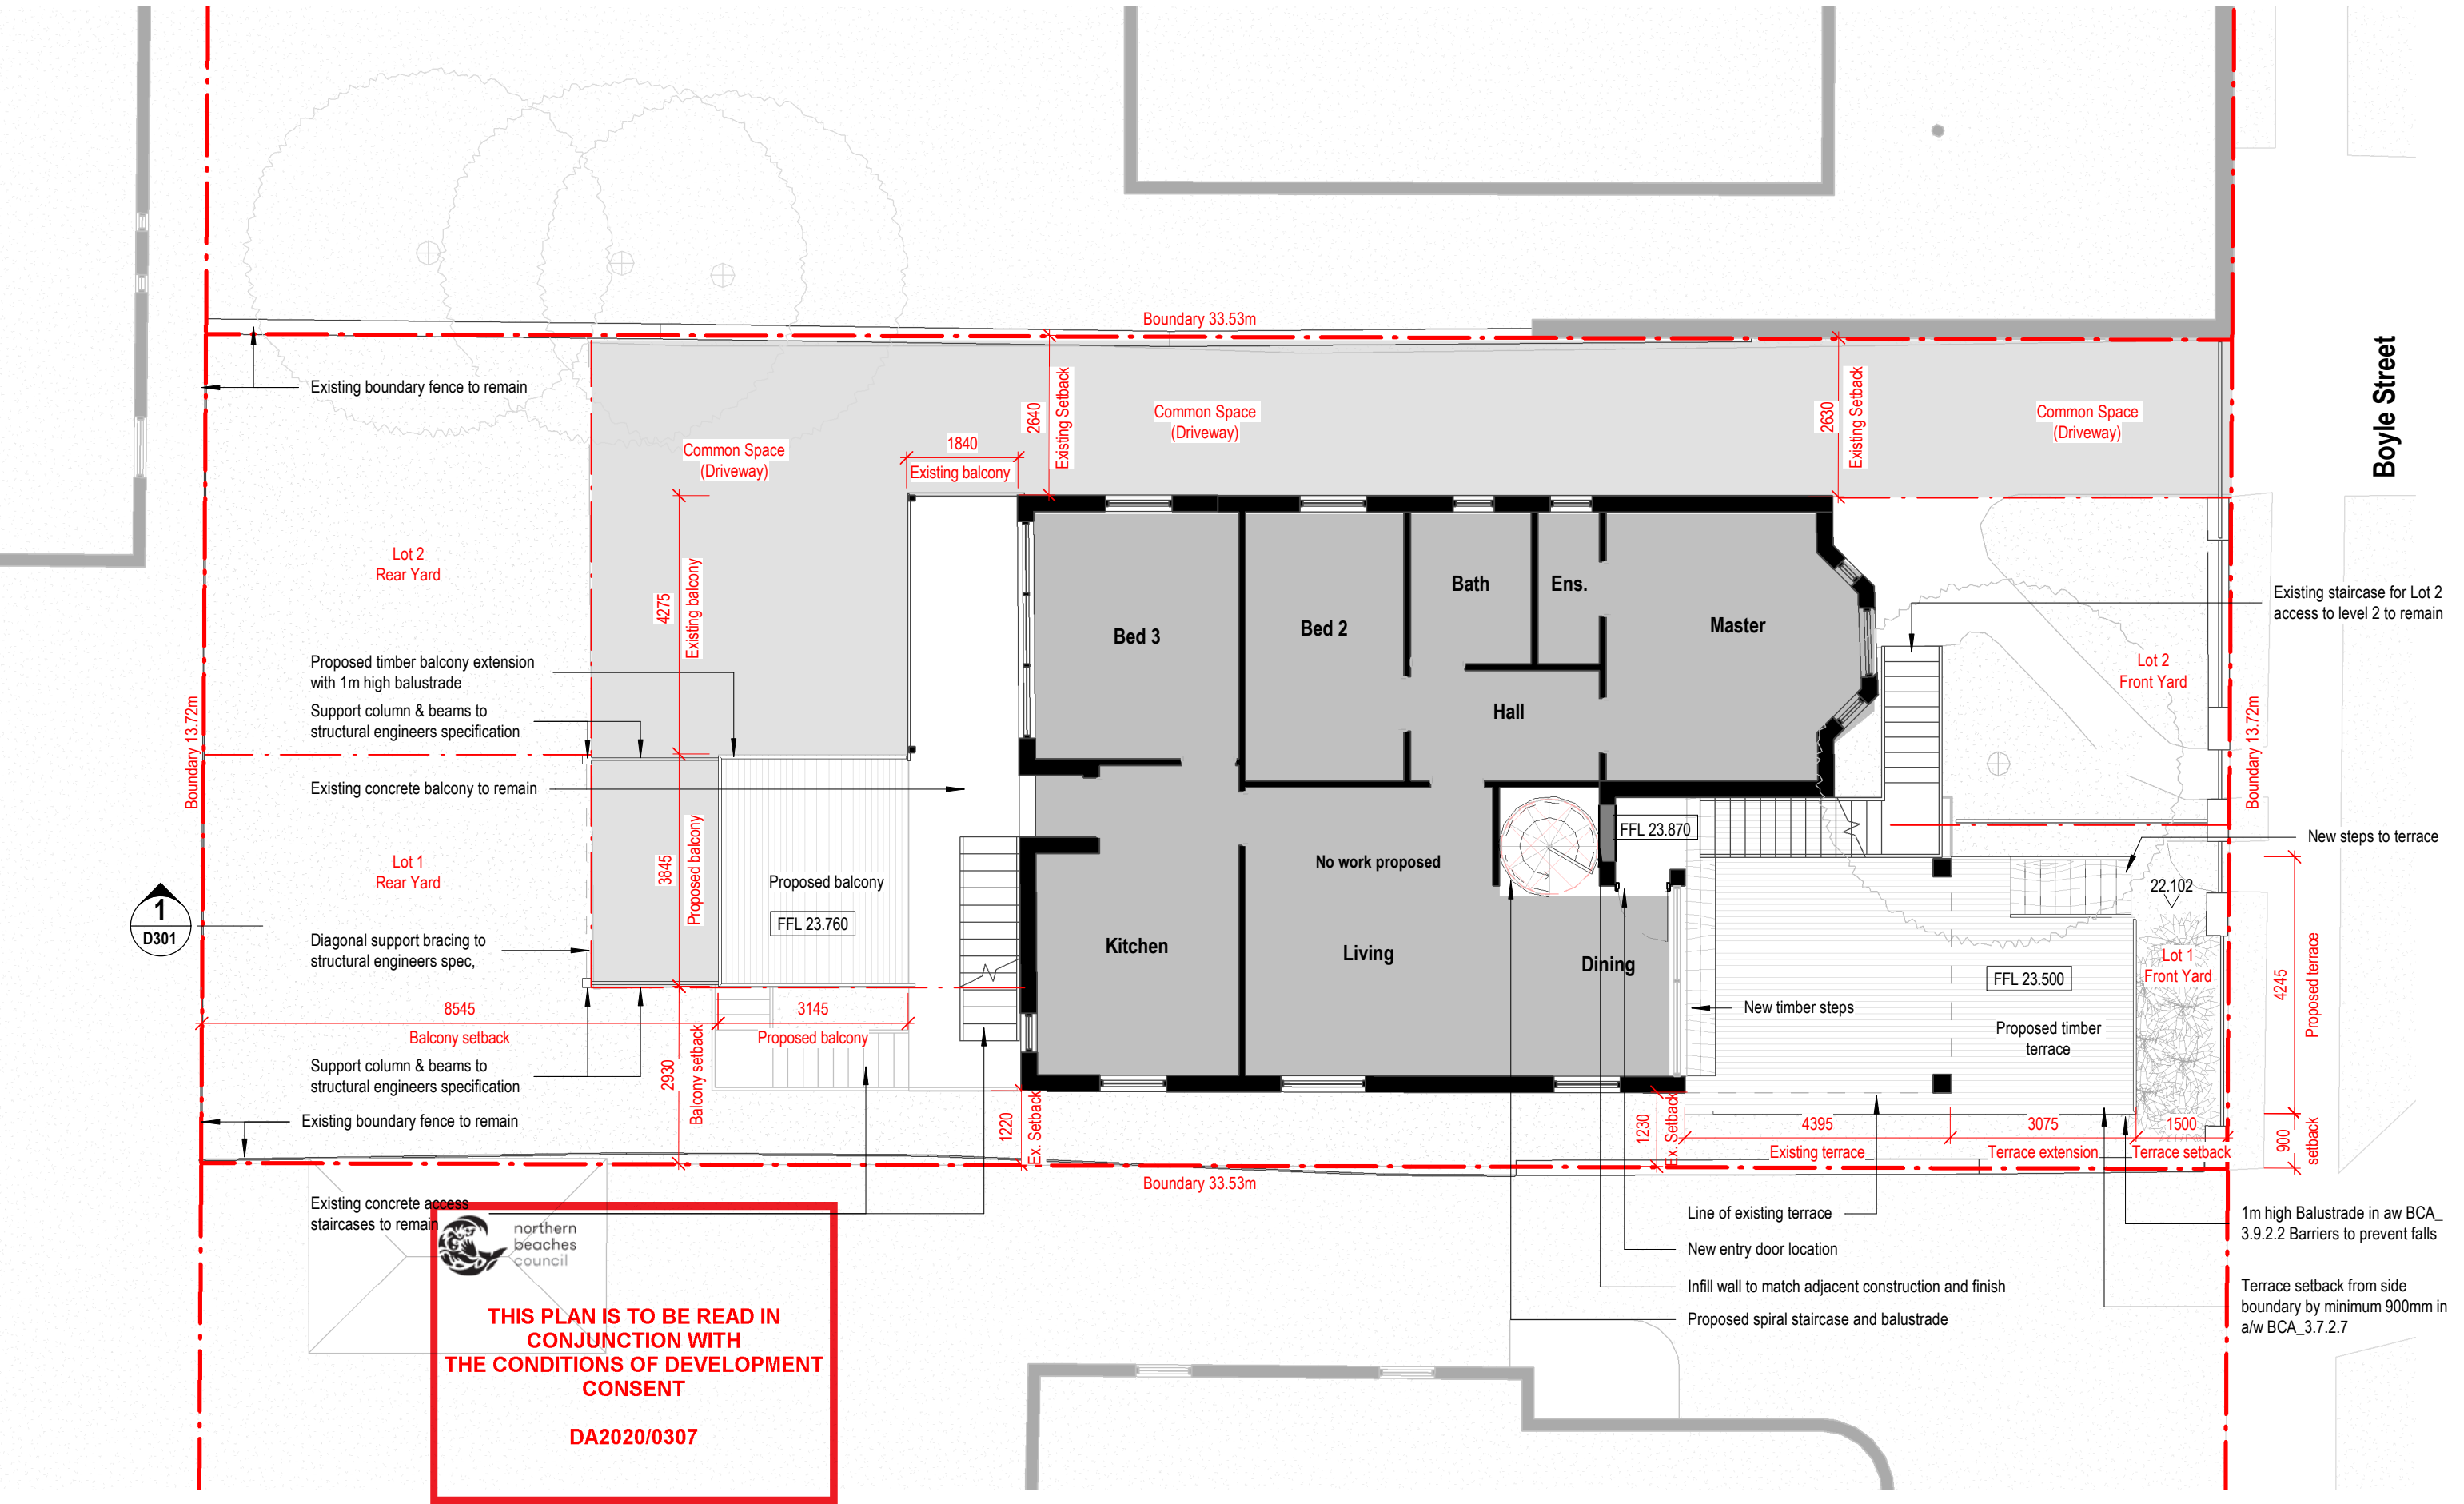 Boundary 33.53m
Existing boundary fence to remain
2640
Existing Setback
2630
Existing Setback
Boyle Street
Common Space
(Driveway)
Common Space
(Driveway)
Common Space
(Driveway)
1840
Existing balcony
Lot 2
Rear Yard
4275
Existing balcony
Bed 3
Bed 2
Bath
Ens.
Master
Hall
Existing staircase for Lot 2
access to level 2 to remain
Lot 2
Front Yard
Proposed timber balcony extension
with 1m high balustrade
Support column & beams to
structural engineers specification
Boundary 13.72m
Boundary 13.72m
Existing concrete balcony to remain
FFL 23.870
New steps to terrace
Lot 1
Rear Yard
3845
Proposed balcony
Proposed balcony
FFL 23.760
No work proposed
22.102
1
D301
Diagonal support bracing to
structural engineers spec,
Kitchen
Living
Dining
Lot 1
Front Yard
FFL 23.500
4245
Proposed terrace
8545
Balcony setback
3145
Proposed balcony
New timber steps
Proposed timber
terrace
Support column & beams to
structural engineers specification
2930
Balcony setback
Existing boundary fence to remain
1220
Ex. Setback
1230
Ex. Setback
4395
Existing terrace
3075
Terrace extension
1500
Terrace setback
900
setback
Boundary 33.53m
Existing concrete access
staircases to remain
Line of existing terrace
New entry door location
Infill wall to match adjacent construction and finish
Proposed spiral staircase and balustrade
1m high Balustrade in aw BCA_
3.9.2.2 Barriers to prevent falls
Terrace setback from side
boundary by minimum 900mm in
a/w BCA_3.7.2.7
northern
beaches
council
THIS PLAN IS TO BE READ IN
CONJUNCTION WITH
THE CONDITIONS OF DEVELOPMENT
CONSENT
DA2020/0307